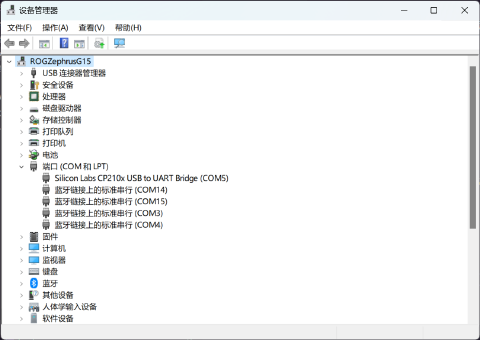 设备管理器
文件(F) 操作(A) 查看(V) 帮助(H)
ROGZephrusG15
USB 连接器管理器
安全设备
处理器
磁盘驱动器
存储控制器
打印队列
打印机
电池
端口 (COM 和 LPT)
Silicon Labs CP210x USB to UART Bridge (COM5)
蓝牙链接上的标准串行 (COM14)
蓝牙链接上的标准串行 (COM15)
蓝牙链接上的标准串行 (COM3)
蓝牙链接上的标准串行 (COM4)
固件
计算机
监视器
键盘
蓝牙
其他设备
人体学输入设备
软件设备